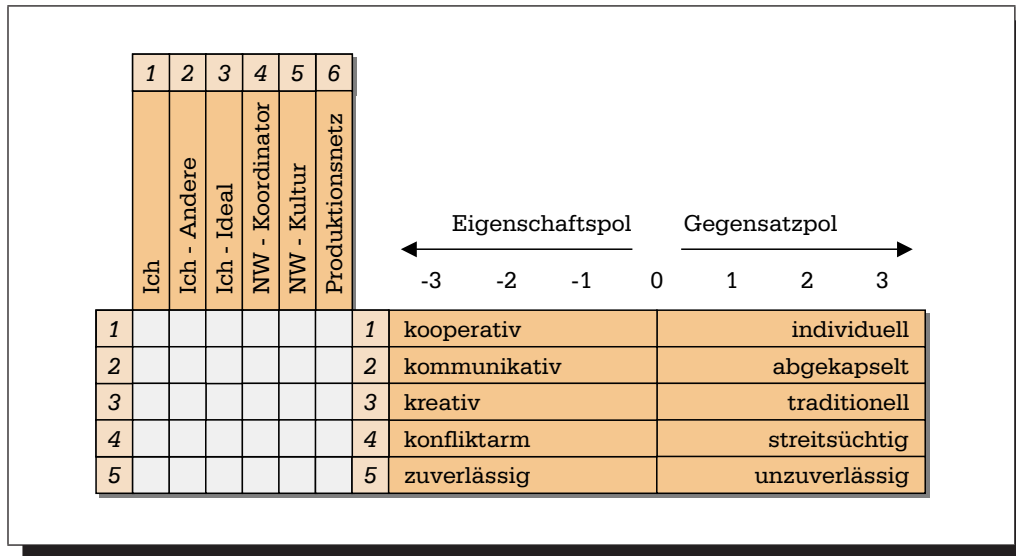 1 2 3 4 5 6
Ich
Ich - Andere
Ich - Ideal
NW - Koordinator
NW - Kultur
Produktionsnetz
Eigenschaftspol Gegensatzpol
-3 -2 -1 0 1 2 3
1 1 kooperativ individuell
2 2 kommunikativ abgekapselt
3 3 kreativ traditionell
4 4 konfliktarm streitsüchtig
5 5 zuverlässig unzuverlässig